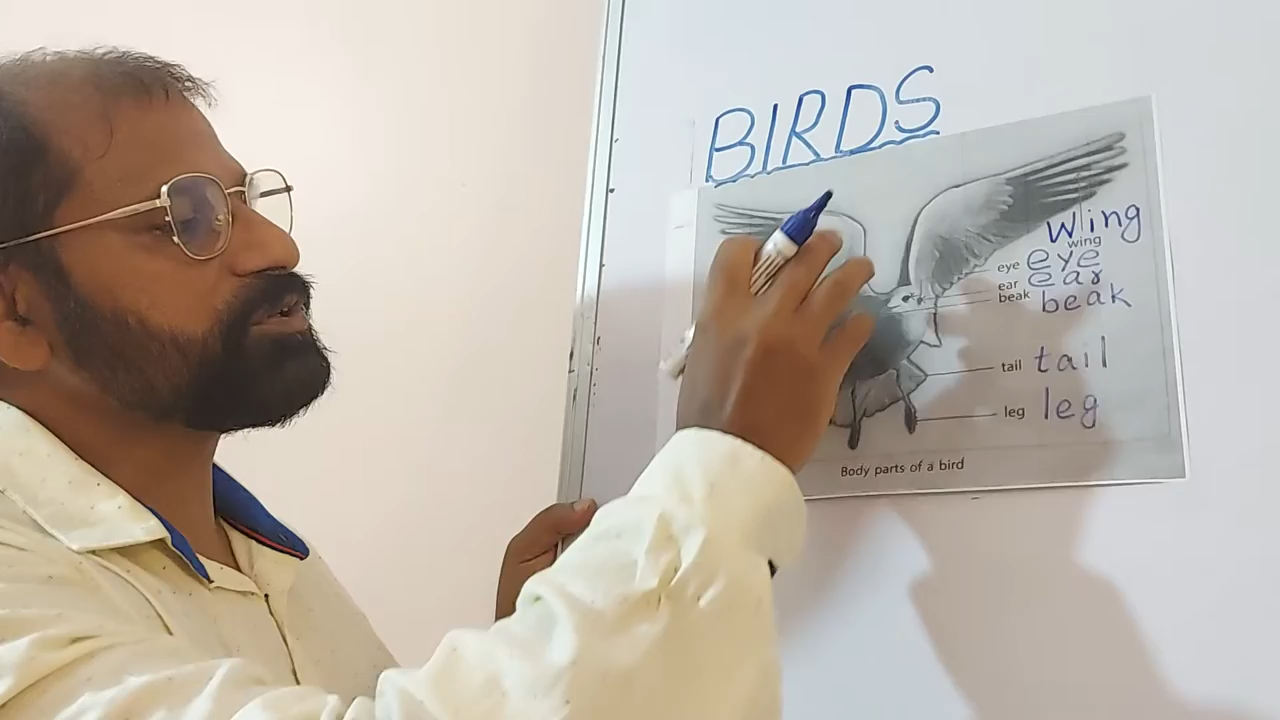 BIRDS
Wing
wing
eye eye
ear ear
beak beak
tail tail
leg leg
Body parts of a bird